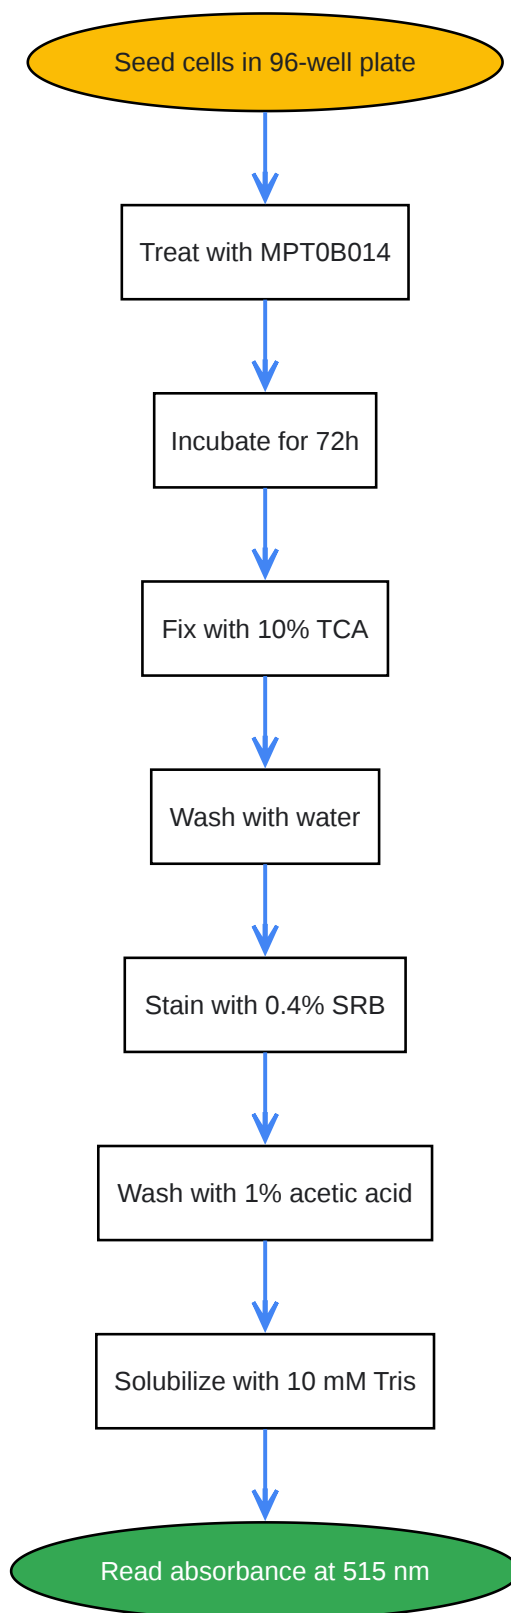 Seed cells in 96-well plate
Treat with MPT0B014
Incubate for 72h
Fix with 10% TCA
Wash with water
Stain with 0.4% SRB
Wash with 1% acetic acid
Solubilize with 10 mM Tris
Read absorbance at 515 nm